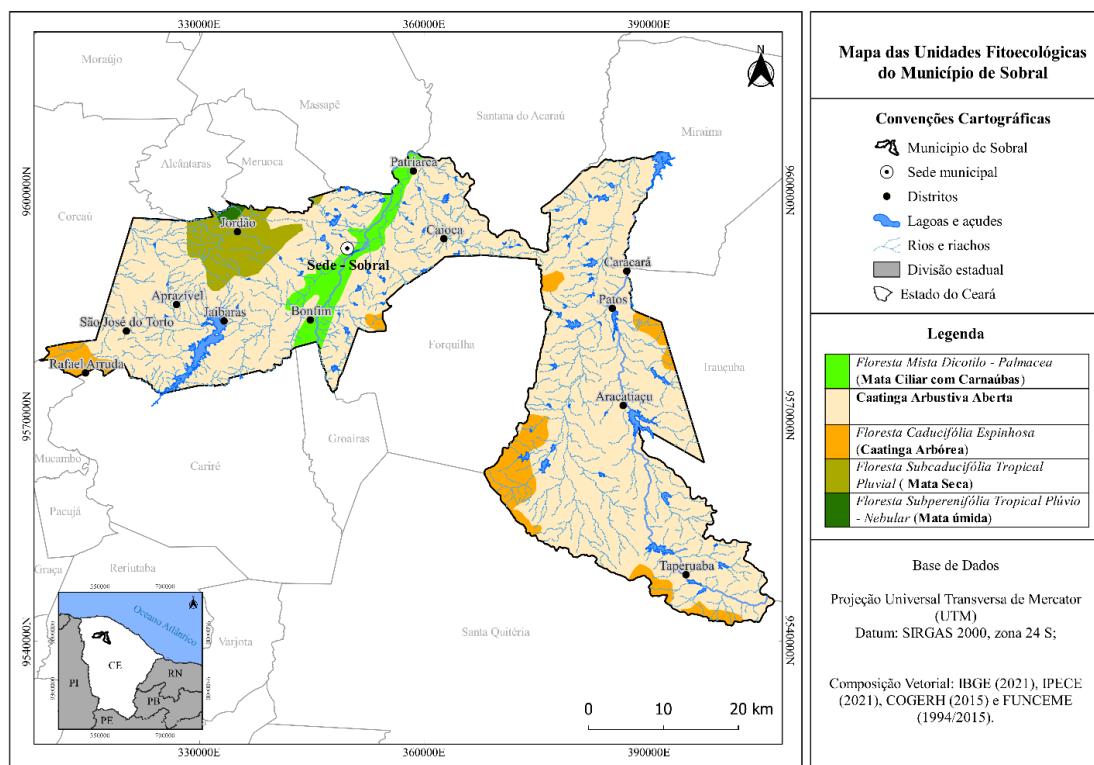 330000E
360000E
390000E
Moraújo
Massapê
Santana do Acaraú
Miraíma
Alcântaras
Meruoca
Corcaú
Patriarca
9600000N
9600000N
Jordão
Caioca
Sede - Sobral
Caracará
Aprazível
Patos
Jaibaras
Bonfim
São José do Torto
Forquilha
Irauçuba
Rafael Arruda
Aracatiaçu
9570000N
9570000N
Groaíras
Mucambo
Cariré
Pacujá
Graça
Reriutaba
Taperuaba
Varjota
Santa Quitéria
9540000N
9540000N
550000
700000
Oceano Atlântico
CE
PI
RN
PB
PE
550000
700000
0
10
20 km
330000E
360000E
390000E
N
Mapa das Unidades Fitoecológicas
do Município de Sobral
Convenções Cartográficas
Município de Sobral
Sede municipal
Distritos
Lagoas e açudes
Rios e riachos
Divisão estadual
Estado do Ceará
Legenda
Floresta Mista Dicotilo - Palmacea
(Mata Ciliar com Carnaúbas)
Caatinga Arbustiva Aberta
Floresta Caducifólia Espinhosa
(Caatinga Arbórea)
Floresta Subcaducifólia Tropical
Pluvial ( Mata Seca)
Floresta Subperenifólia Tropical Plúvio
- Nebular (Mata úmida)
Base de Dados
Projeção Universal Transversa de Mercator
(UTM)
Datum: SIRGAS 2000, zona 24 S;
Composição Vetorial: IBGE (2021), IPECE
(2021), COGERH (2015) e FUNCEME
(1994/2015).